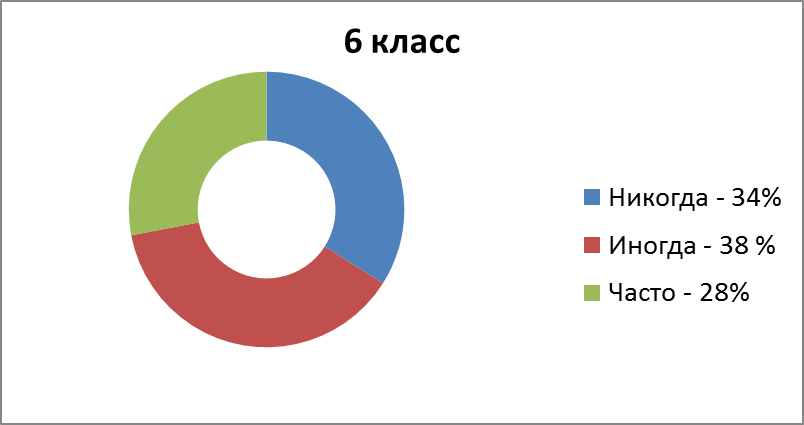 6 класс
Никогда - 34%
Иногда - 38 %
Часто - 28%